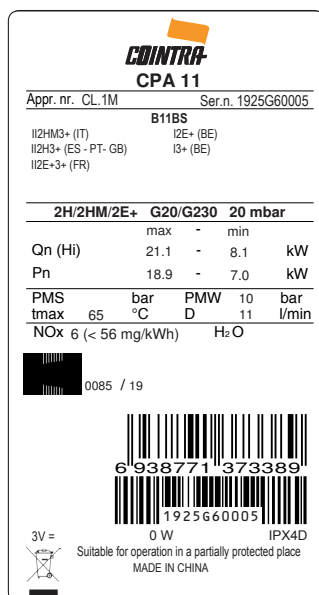 COINTRA
CPA 11
Appr. nr. CL.1M Ser.n. 1925G60005
B11BS
II2HM3+ (IT) I2E+ (BE)
II2H3+ (ES - PT- GB) I3+ (BE)
II2E+3+ (FR)
2H/2HM/2E+ G20/G230 20 mbar
max - min
Qn (Hi) 21.1 - 8.1 kW
Pn 18.9 - 7.0 kW
PMS bar PMW 10 bar
tmax 65 °C D 11 l/min
NOx 6 (< 56 mg/kWh) H2O
0085 / 19
6 938771 373389
1925G60005
3V = 0 W IPX4D
Suitable for operation in a partially protected place
MADE IN CHINA